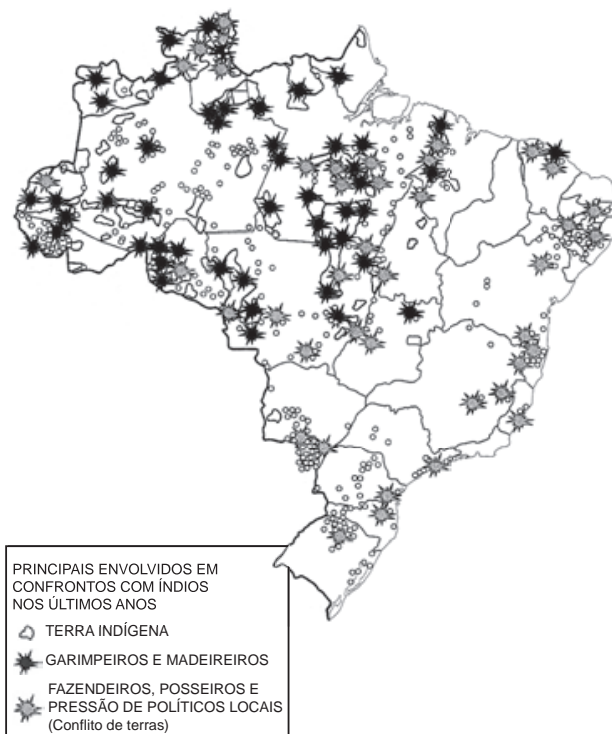 PRINCIPAIS ENVOLVIDOS EM
CONFRONTOS COM ÍNDIOS
NOS ÚLTIMOS ANOS
TERRA INDÍGENA
GARIMPEIROS E MADEIREIROS
FAZENDEIROS, POSSEIROS E
PRESSÃO DE POLÍTICOS LOCAIS
(Conflito de terras)